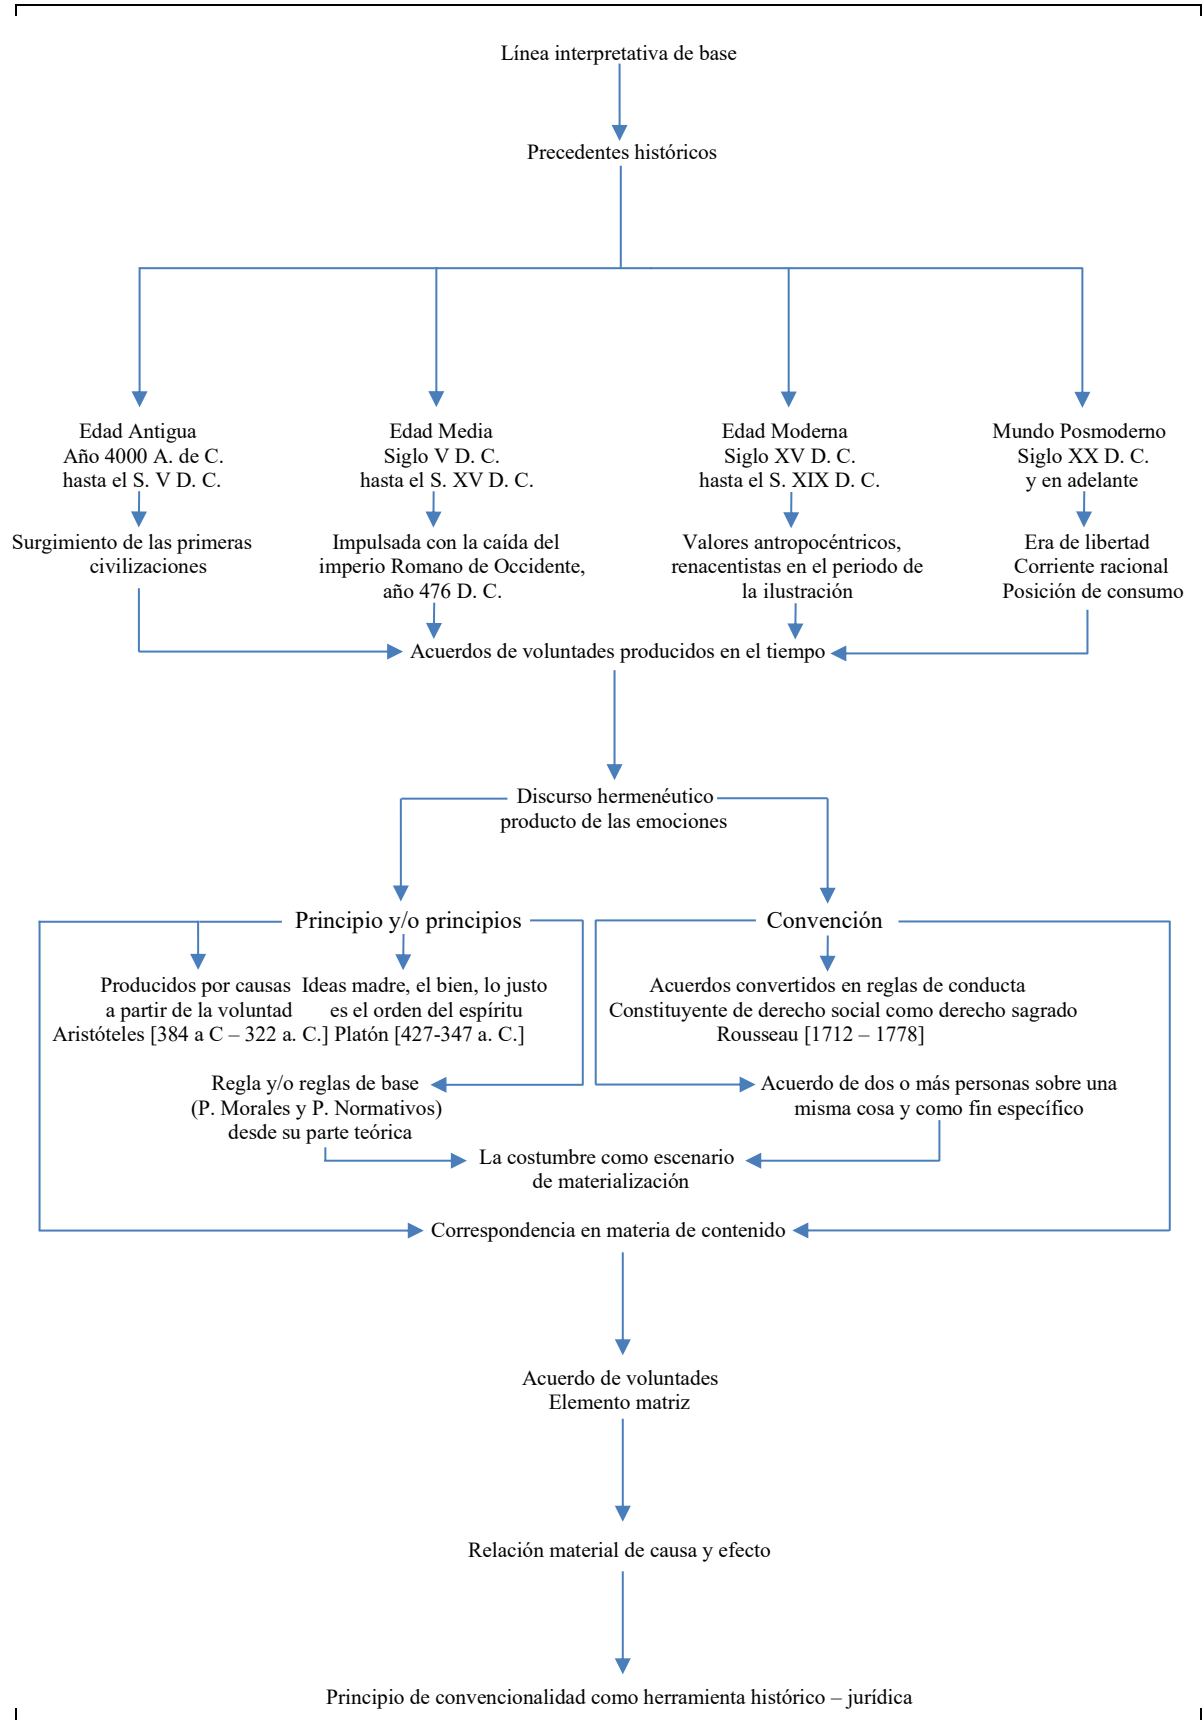 Línea interpretativa de base
Precedentes históricos
Edad Antigua
Año 4000 A. de C.
hasta el S. V D. C.
Edad Media
Siglo V D. C.
hasta el S. XV D. C.
Edad Moderna
Siglo XV D. C.
hasta el S. XIX D. C.
Mundo Posmoderno
Siglo XX D. C.
y en adelante
Surgimiento de las primeras
civilizaciones
Impulsada con la caída del
imperio Romano de Occidente,
año 476 D. C.
Valores antropocéntricos,
renacentistas en el periodo de
la ilustración
Era de libertad
Corriente racional
Posición de consumo
Acuerdos de voluntades producidos en el tiempo
Discurso hermenéutico
producto de las emociones
Principio y/o principios
Convención
Producidos por causas
a partir de la voluntad
Aristóteles [384 a C – 322 a. C.]
Ideas madre, el bien, lo justo
es el orden del espíritu
Platón [427-347 a. C.]
Acuerdos convertidos en reglas de conducta
Constituyente de derecho social como derecho sagrado
Rousseau [1712 – 1778]
Regla y/o reglas de base
(P. Morales y P. Normativos)
desde su parte teórica
Acuerdo de dos o más personas sobre una
misma cosa y como fin específico
La costumbre como escenario
de materialización
Correspondencia en materia de contenido
Acuerdo de voluntades
Elemento matriz
Relación material de causa y efecto
Principio de convencionalidad como herramienta histórico – jurídica